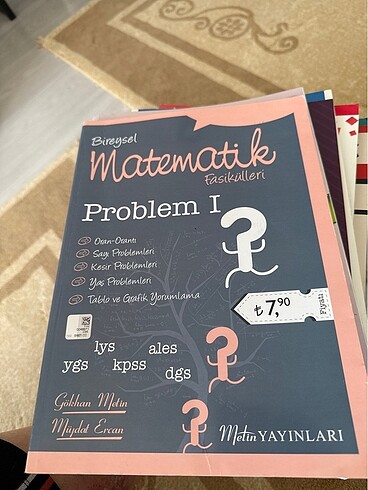 Bireysel
Matematik
Fasikülleri
Problem I
Oran-Orantı
Sayı Problemleri
Kesir Problemleri
Yaş Problemleri
Tablo ve Grafik Yorumlama
₺7,90
Fiyatı
lys
ales
ygs
kpss
dgs
Gökhan Metin
Müjdat Ercan
Metin YAYINLARI